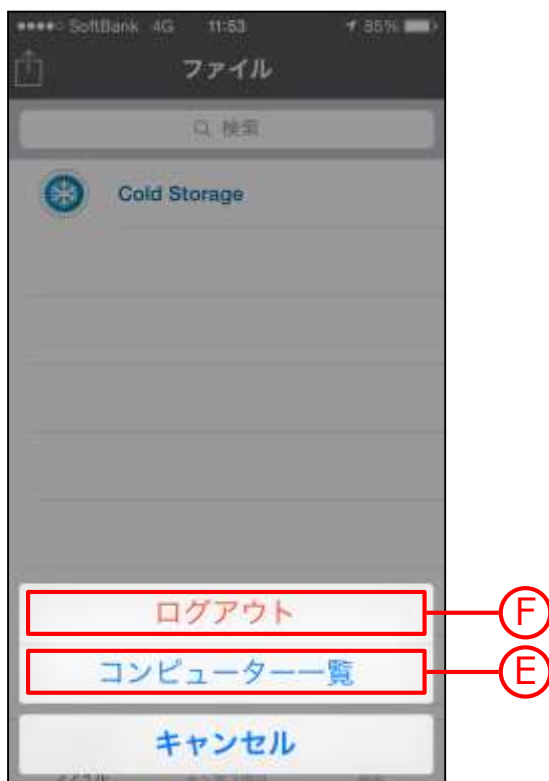 SoftBank 4G 11:53 85%
ファイル
検索
Cold Storage
ログアウト F
コンピューター一覧 E
キャンセル